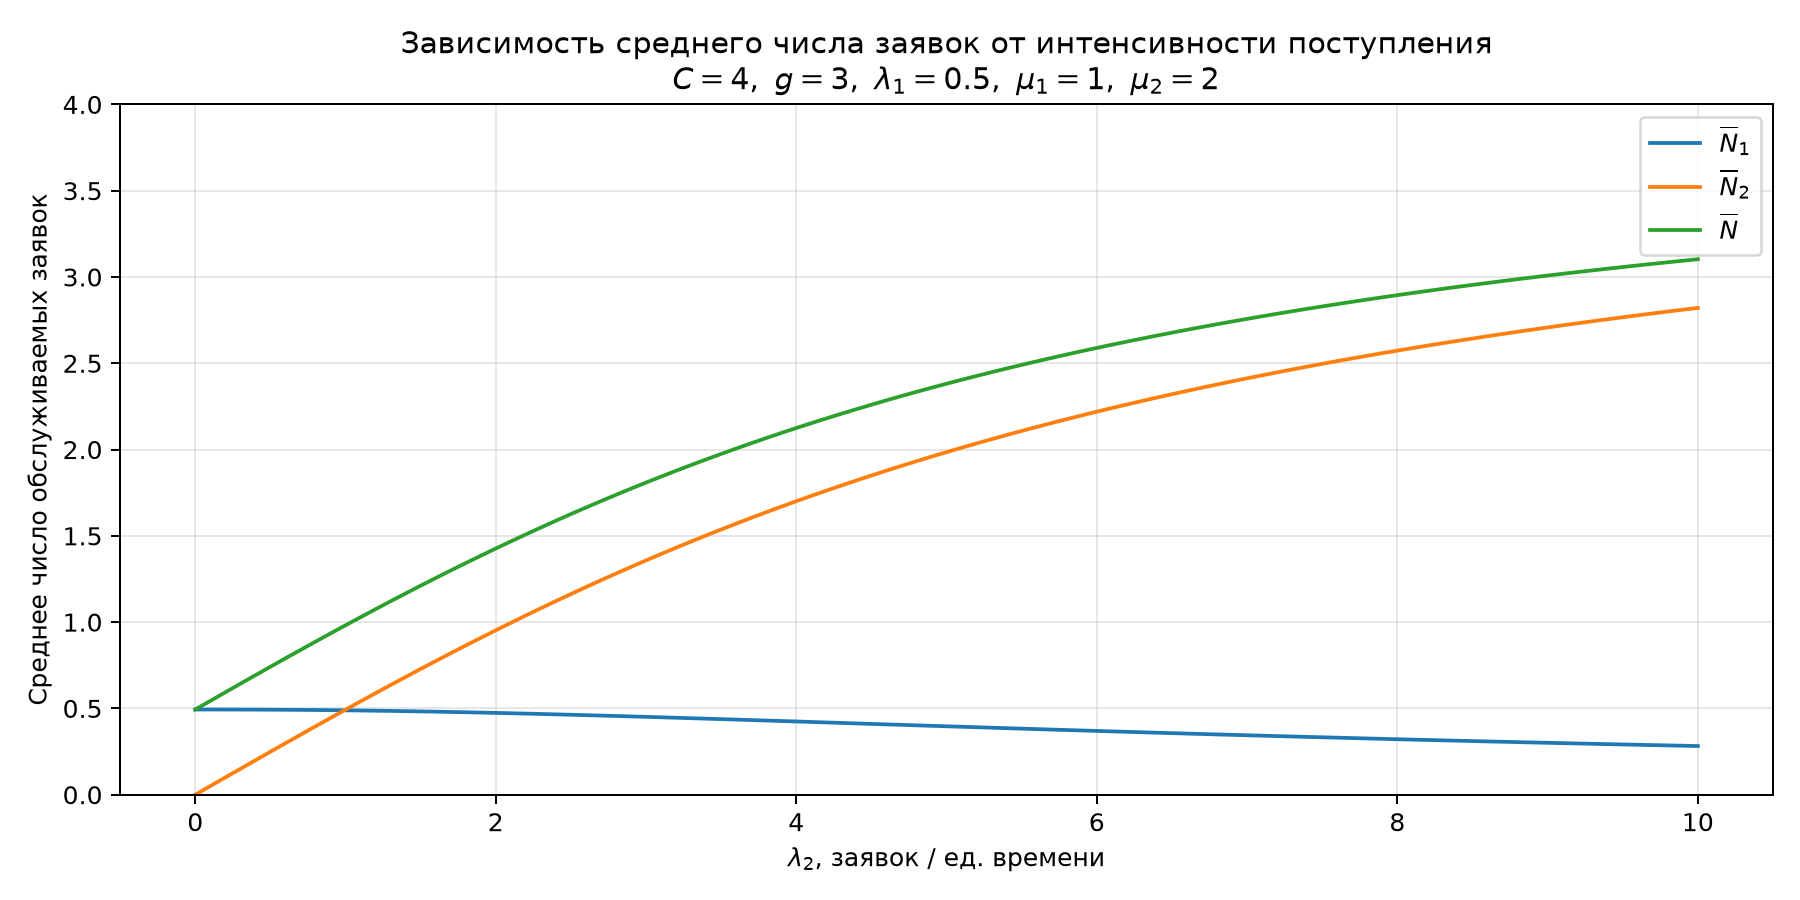 Зависимость среднего числа заявок от интенсивности поступления
C = 4, g = 3, λ₁ = 0.5, μ₁ = 1, μ₂ = 2
4.0
3.5
3.0
2.5
2.0
1.5
1.0
0.5
0.0
Среднее число обслуживаемых заявок
N̅₁
N̅₂
N̅
0 2 4 6 8 10
λ₂, заявок / ед. времени